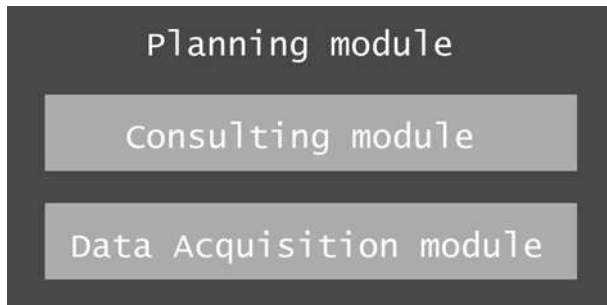 Planning module
Consulting module
Data Acquisition module